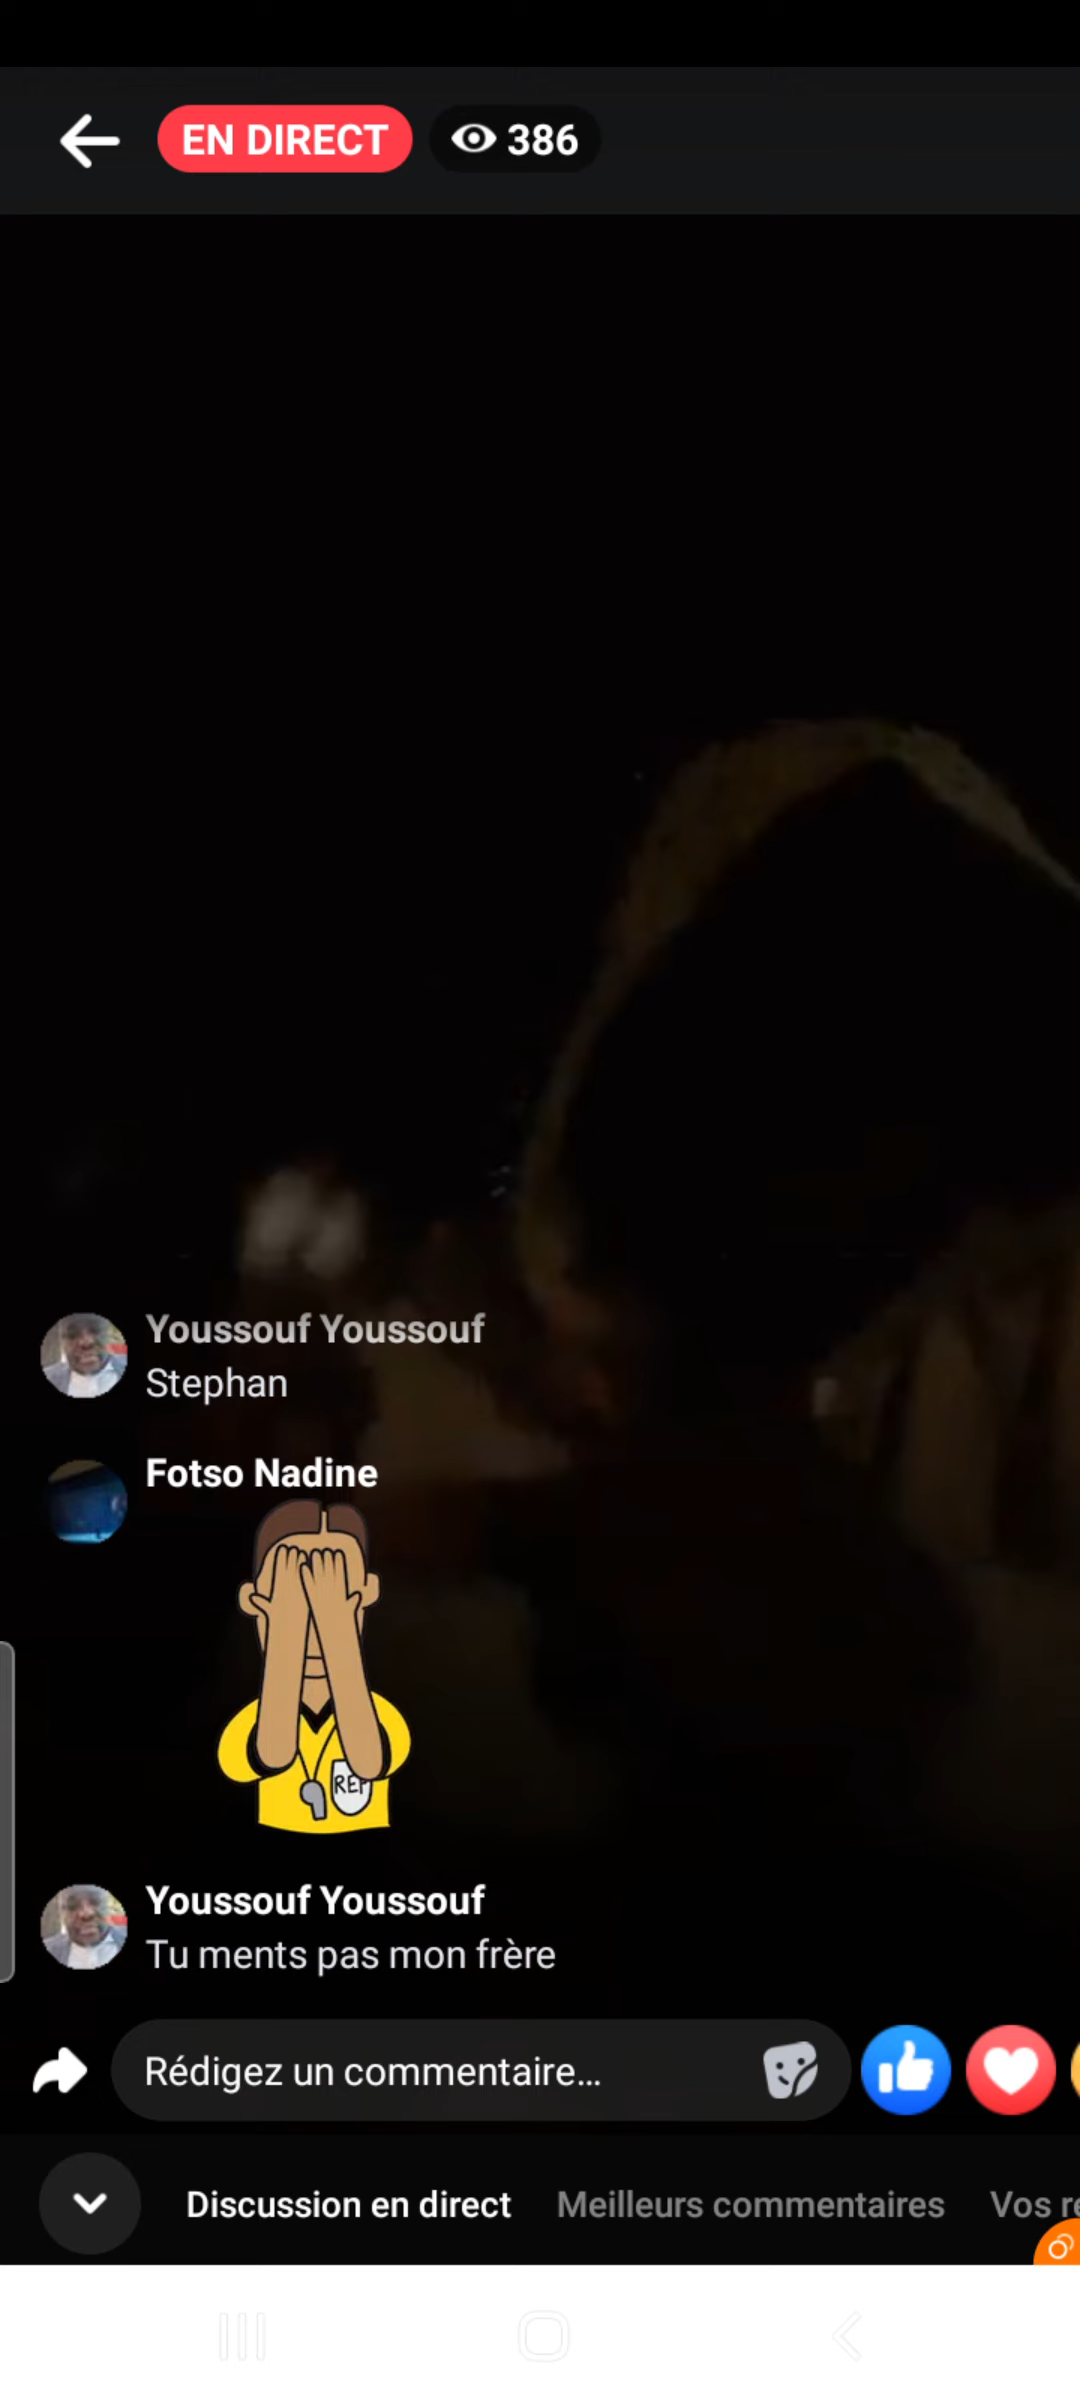 EN DIRECT
386
Youssouf Youssouf
Stephan
Fotso Nadine
REF
Youssouf Youssouf
Tu ments pas mon frère
Rédigez un commentaire...
Discussion en direct Meilleurs commentaires Vos